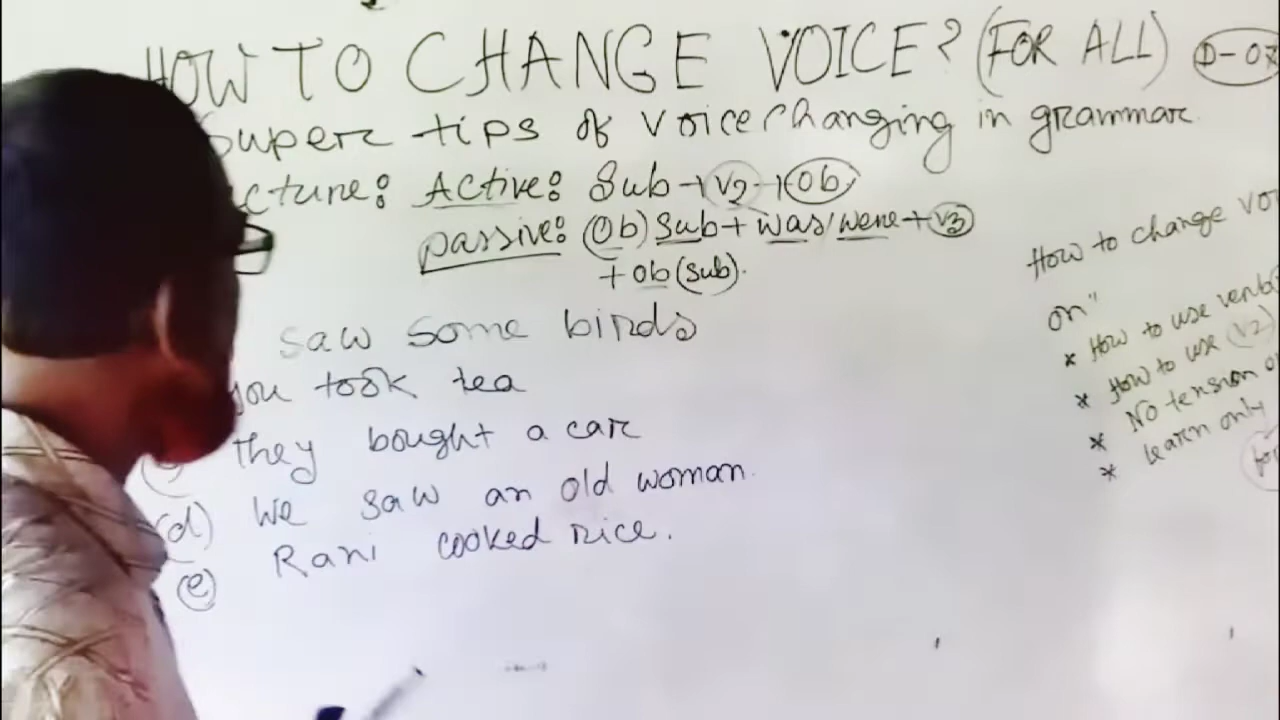 HOW TO CHANGE VOICE? (FOR ALL) D-07
Super tips of voice changing in grammar.
cture: Active: Sub + V2 + Ob
passive: (Ob) Sub + was/were + V3
+ Ob (sub).
saw some birds
you took tea
they bought a car
(d) We saw an old woman.
(e) Rani cooked rice.
How to change vo
on"
* How to use verb
* How to use (V2)
* No tension o
* Learn only